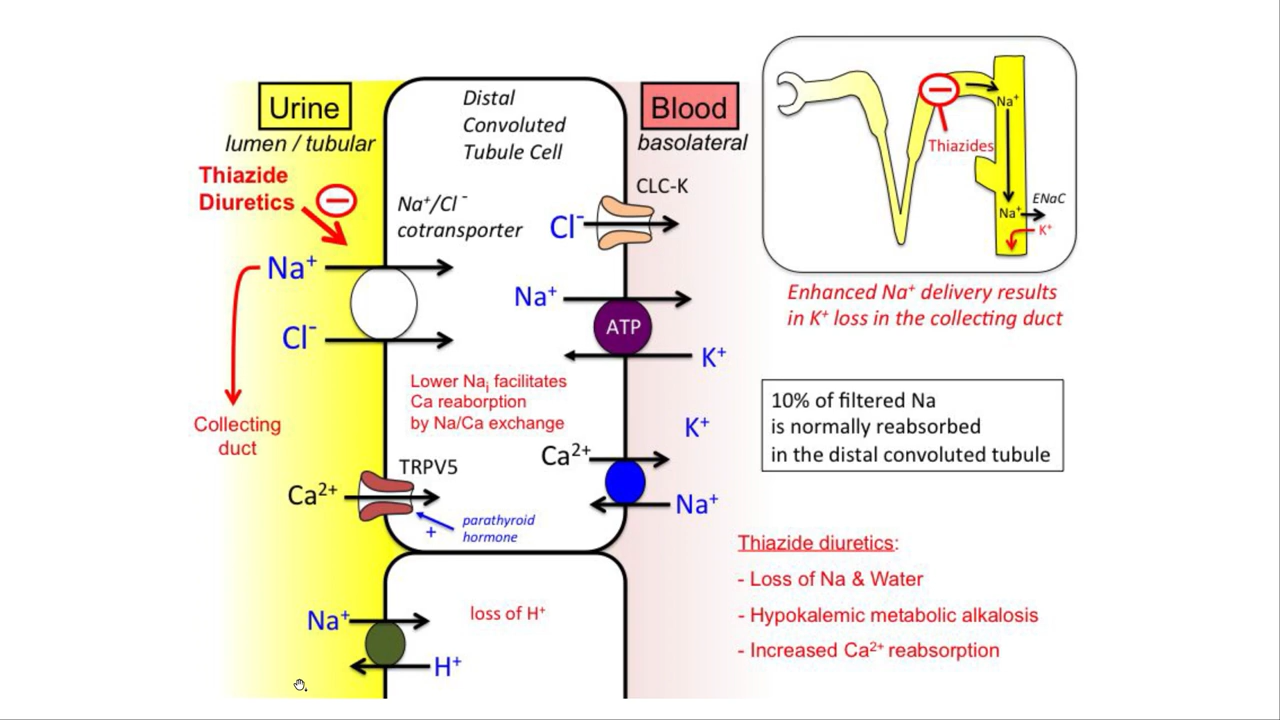 Urine
lumen / tubular
Thiazide
Diuretics
Na⁺
Cl⁻
Collecting
duct
Ca²⁺
TRPV5
parathyroid
hormone
+
Distal
Convoluted
Tubule Cell
Na⁺/Cl⁻
cotransporter
Cl⁻
CLC-K
Na⁺
ATP
K⁺
Lower Naᵢ facilitates
Ca reaborption
by Na/Ca exchange
K⁺
Ca²⁺
Na⁺
Na⁺
loss of H⁺
H⁺
Blood
basolateral
Na⁺
Thiazides
ENaC
Na⁺
K⁺
Enhanced Na⁺ delivery results
in K⁺ loss in the collecting duct
10% of filtered Na
is normally reabsorbed
in the distal convoluted tubule
Thiazide diuretics:
- Loss of Na & Water
- Hypokalemic metabolic alkalosis
- Increased Ca²⁺ reabsorption